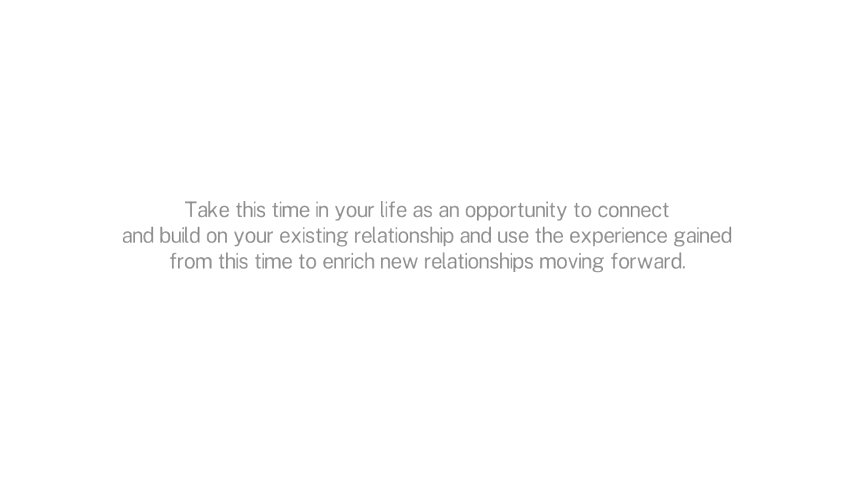 Take this time in your life as an opportunity to connect
and build on your existing relationship and use the experience gained
from this time to enrich new relationships moving forward.